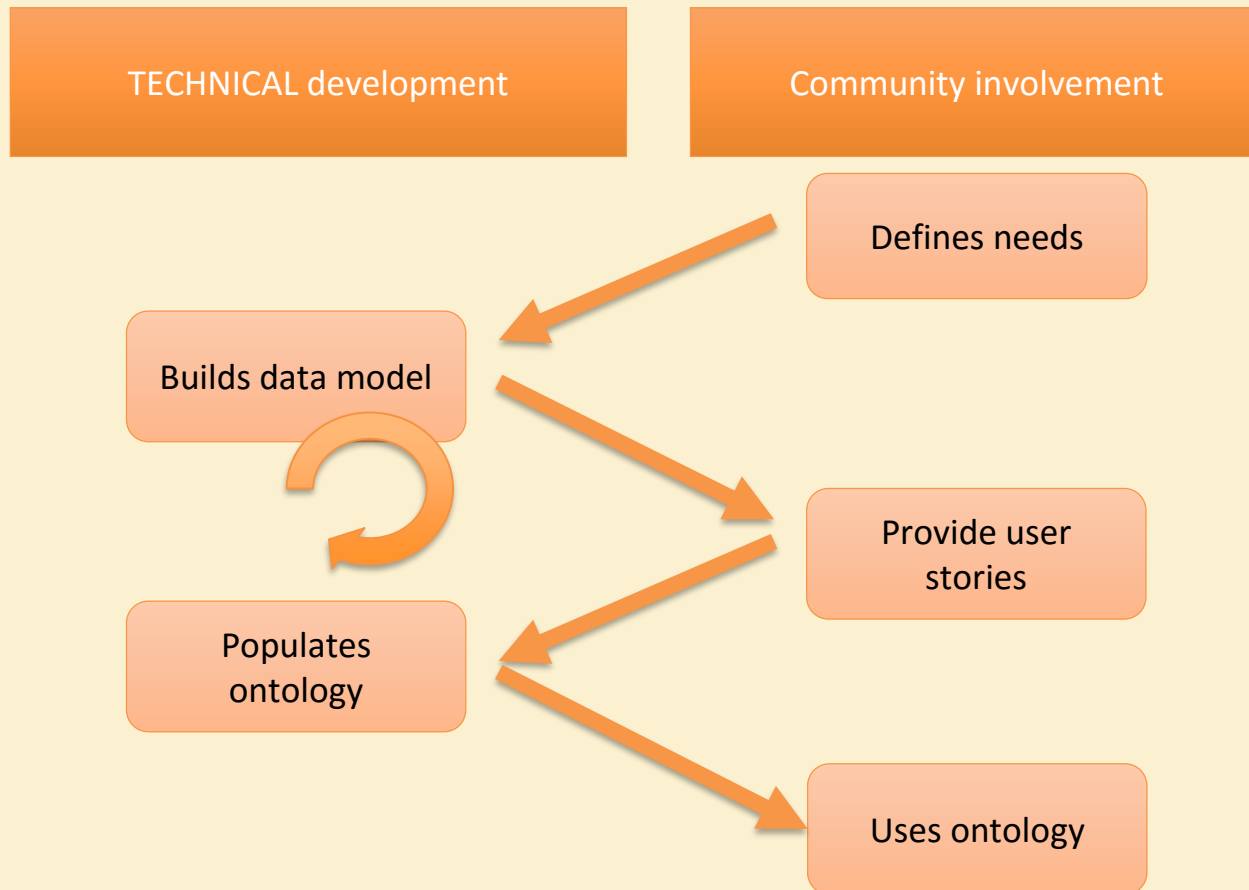 TECHNICAL development
Community involvement
Defines needs
Builds data model
Provide user
stories
Populates
ontology
Uses ontology